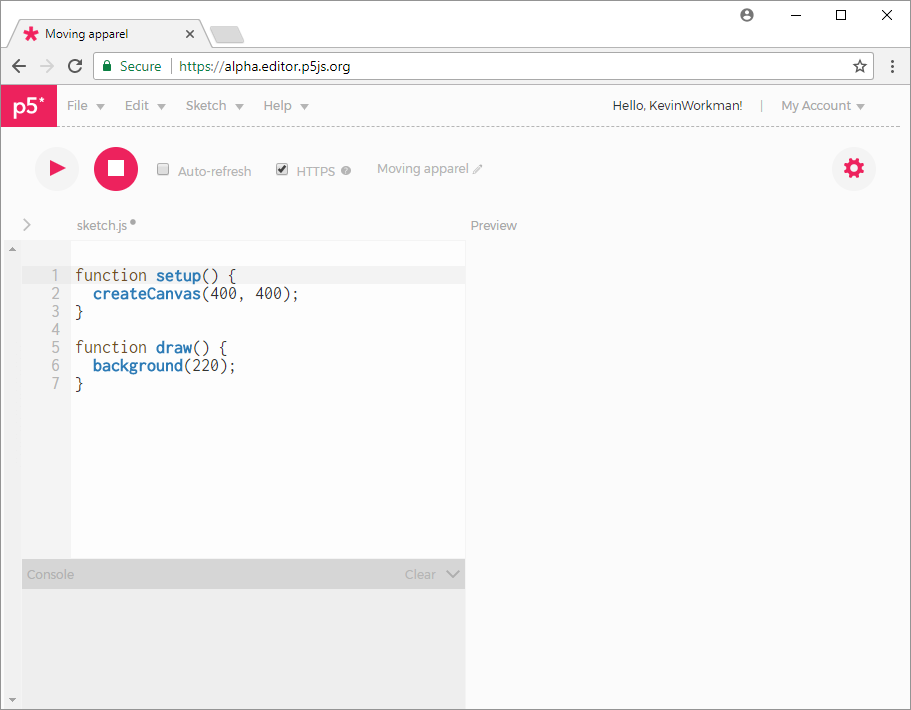 Moving apparel
Secure https://alpha.editor.p5js.org
p5* File Edit Sketch Help Hello, KevinWorkman! | My Account
Auto-refresh HTTPS ? Moving apparel
sketch.js Preview
1 function setup() {
2 createCanvas(400, 400);
3 }
4
5 function draw() {
6 background(220);
7 }
Console Clear